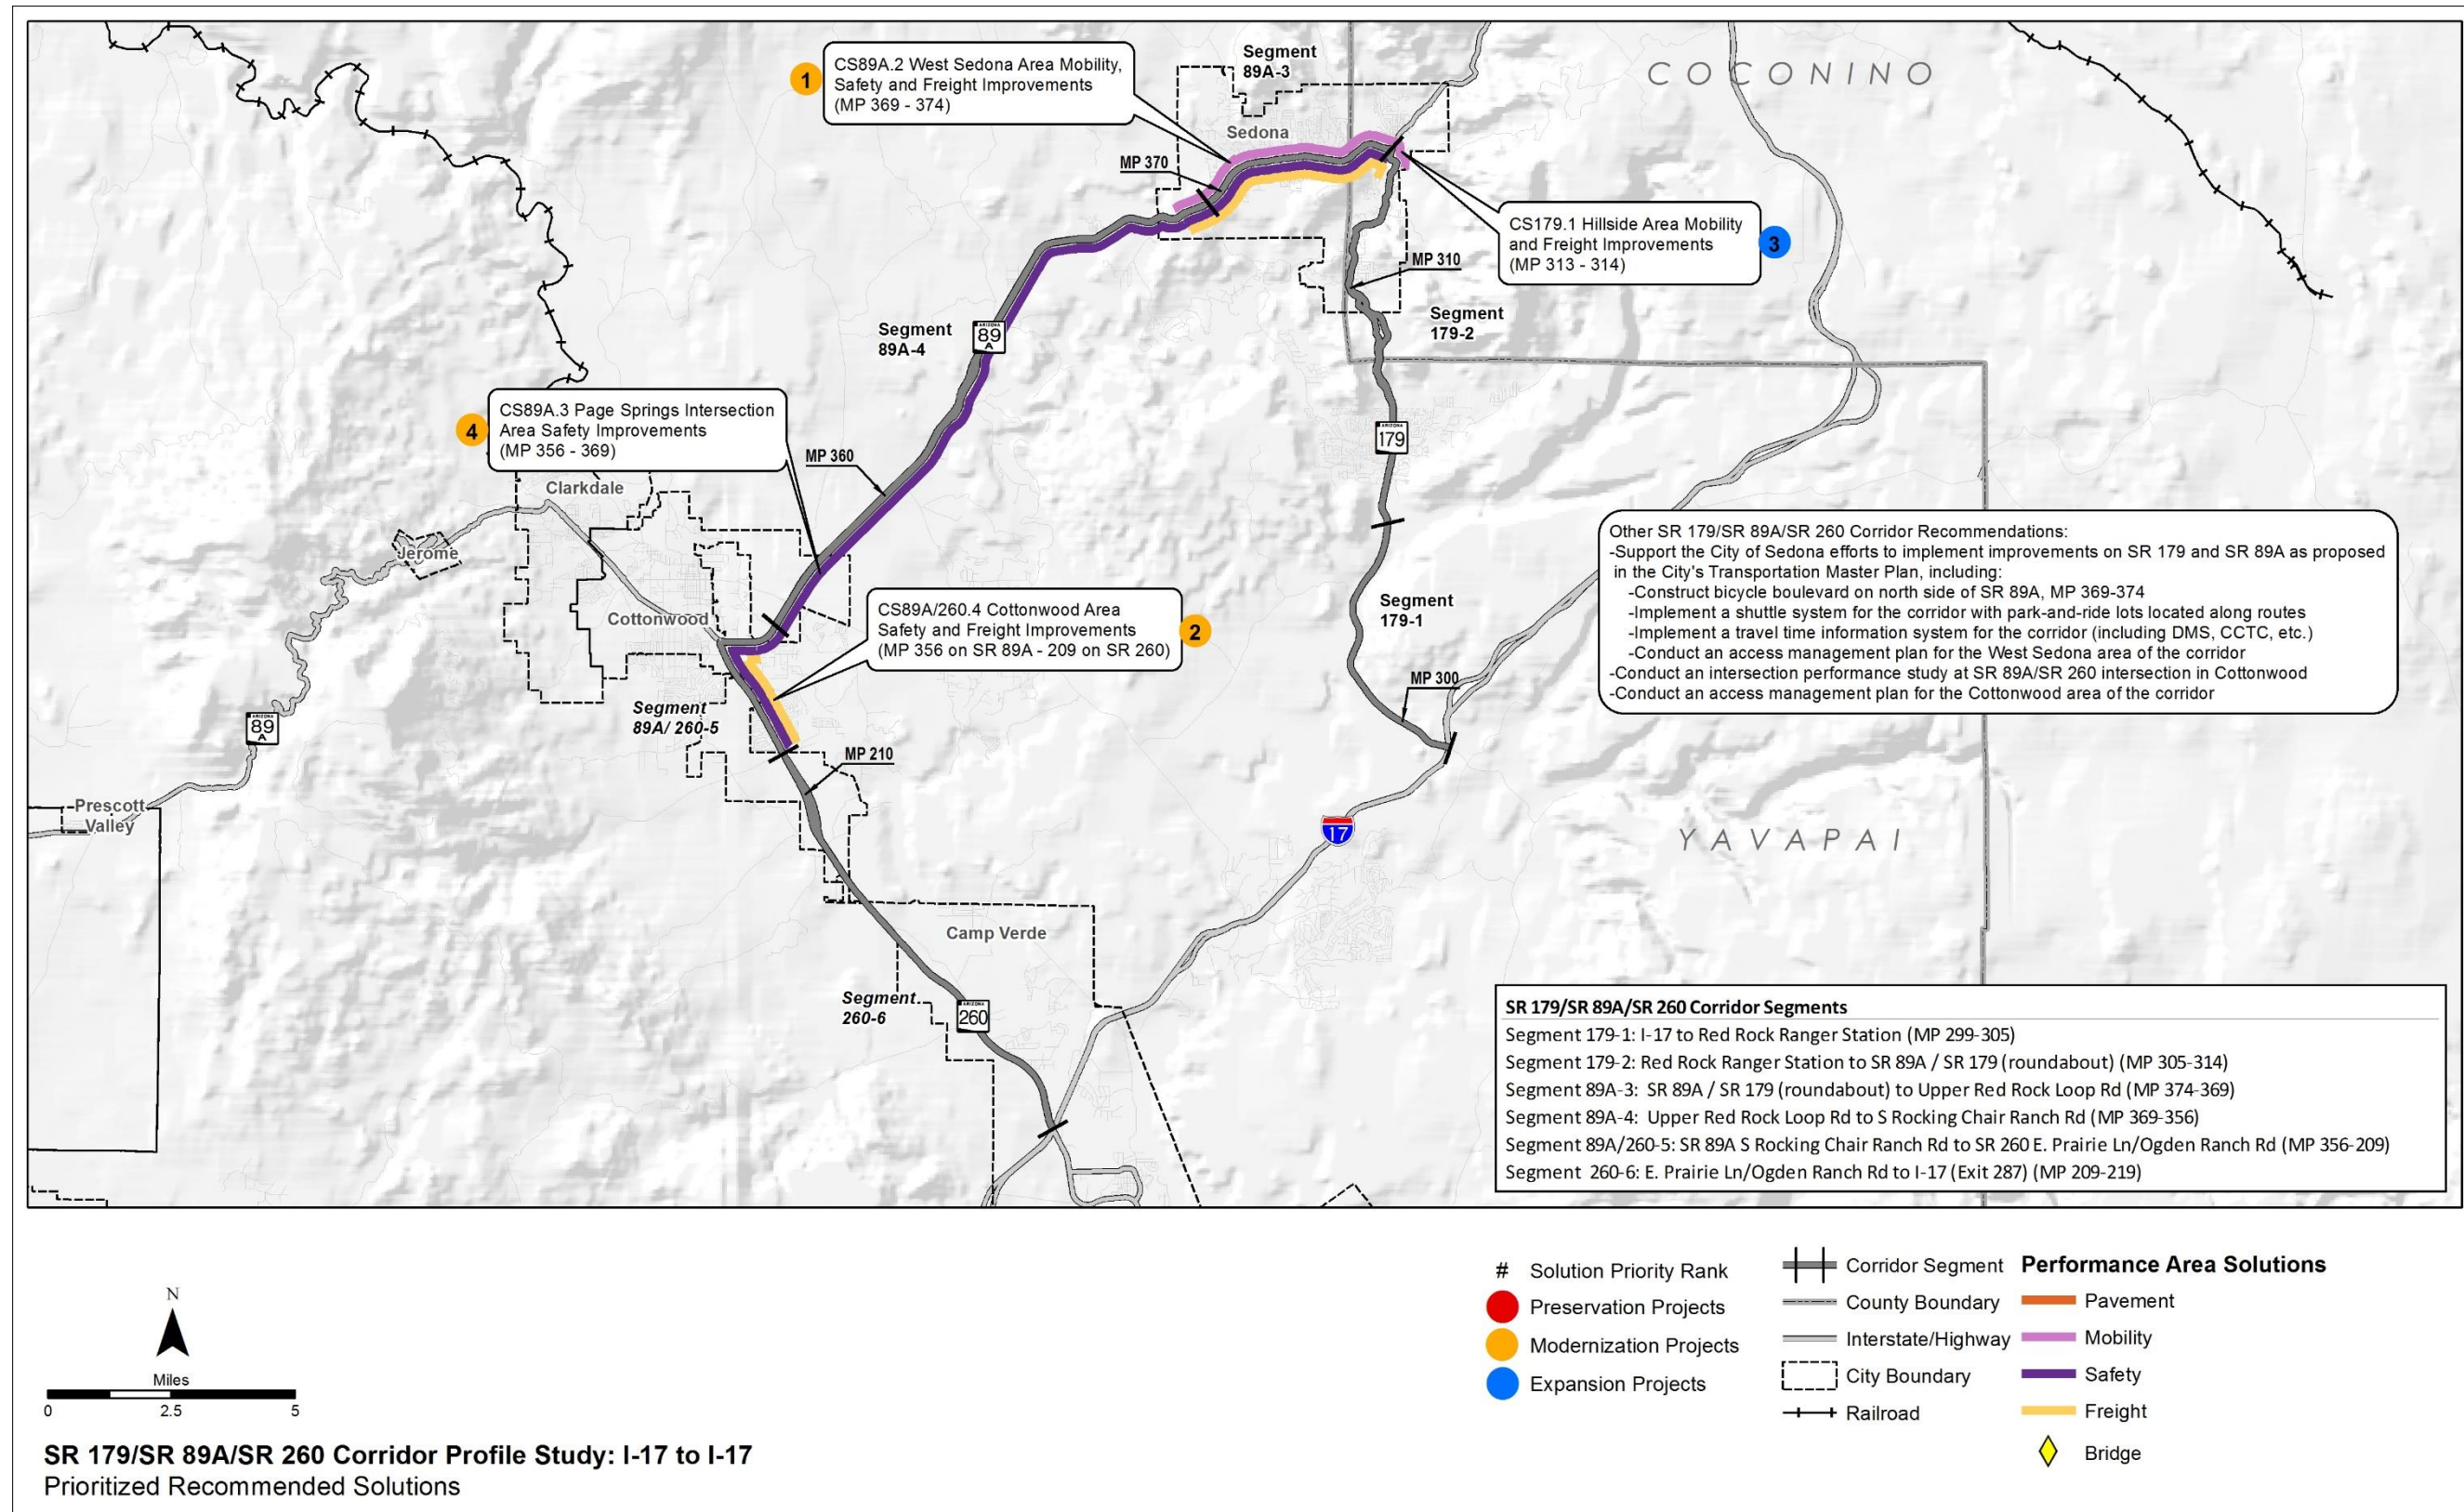 COCONINO
Segment
89A-3
1
CS89A.2 West Sedona Area Mobility,
Safety and Freight Improvements
(MP 369 - 374)
Sedona
MP 370
CS179.1 Hillside Area Mobility
and Freight Improvements
(MP 313 - 314)
3
MP 310
Segment
179-2
Segment
89A-4
ARIZONA
89
A
4
CS89A.3 Page Springs Intersection
Area Safety Improvements
(MP 356 - 369)
ARIZONA
179
MP 360
Clarkdale
Jerome
Cottonwood
CS89A/260.4 Cottonwood Area
Safety and Freight Improvements
(MP 356 on SR 89A - 209 on SR 260)
2
Segment
179-1
Other SR 179/SR 89A/SR 260 Corridor Recommendations:
-Support the City of Sedona efforts to implement improvements on SR 179 and SR 89A as proposed
in the City's Transportation Master Plan, including:
-Construct bicycle boulevard on north side of SR 89A, MP 369-374
-Implement a shuttle system for the corridor with park-and-ride lots located along routes
-Implement a travel time information system for the corridor (including DMS, CCTC, etc.)
-Conduct an access management plan for the West Sedona area of the corridor
-Conduct an intersection performance study at SR 89A/SR 260 intersection in Cottonwood
-Conduct an access management plan for the Cottonwood area of the corridor
MP 300
Segment
89A/ 260-5
ARIZONA
89
A
MP 210
Prescott
Valley
17
YAVAPAI
Camp Verde
Segment
260-6
ARIZONA
260
SR 179/SR 89A/SR 260 Corridor Segments
Segment 179-1: I-17 to Red Rock Ranger Station (MP 299-305)
Segment 179-2: Red Rock Ranger Station to SR 89A / SR 179 (roundabout) (MP 305-314)
Segment 89A-3: SR 89A / SR 179 (roundabout) to Upper Red Rock Loop Rd (MP 374-369)
Segment 89A-4: Upper Red Rock Loop Rd to S Rocking Chair Ranch Rd (MP 369-356)
Segment 89A/260-5: SR 89A S Rocking Chair Ranch Rd to SR 260 E. Prairie Ln/Ogden Ranch Rd (MP 356-209)
Segment 260-6: E. Prairie Ln/Ogden Ranch Rd to I-17 (Exit 287) (MP 209-219)
# Solution Priority Rank
Preservation Projects
Modernization Projects
Expansion Projects
Corridor Segment
County Boundary
Interstate/Highway
City Boundary
Railroad
Performance Area Solutions
Pavement
Mobility
Safety
Freight
Bridge
N
Miles
0 2.5 5
SR 179/SR 89A/SR 260 Corridor Profile Study: I-17 to I-17
Prioritized Recommended Solutions